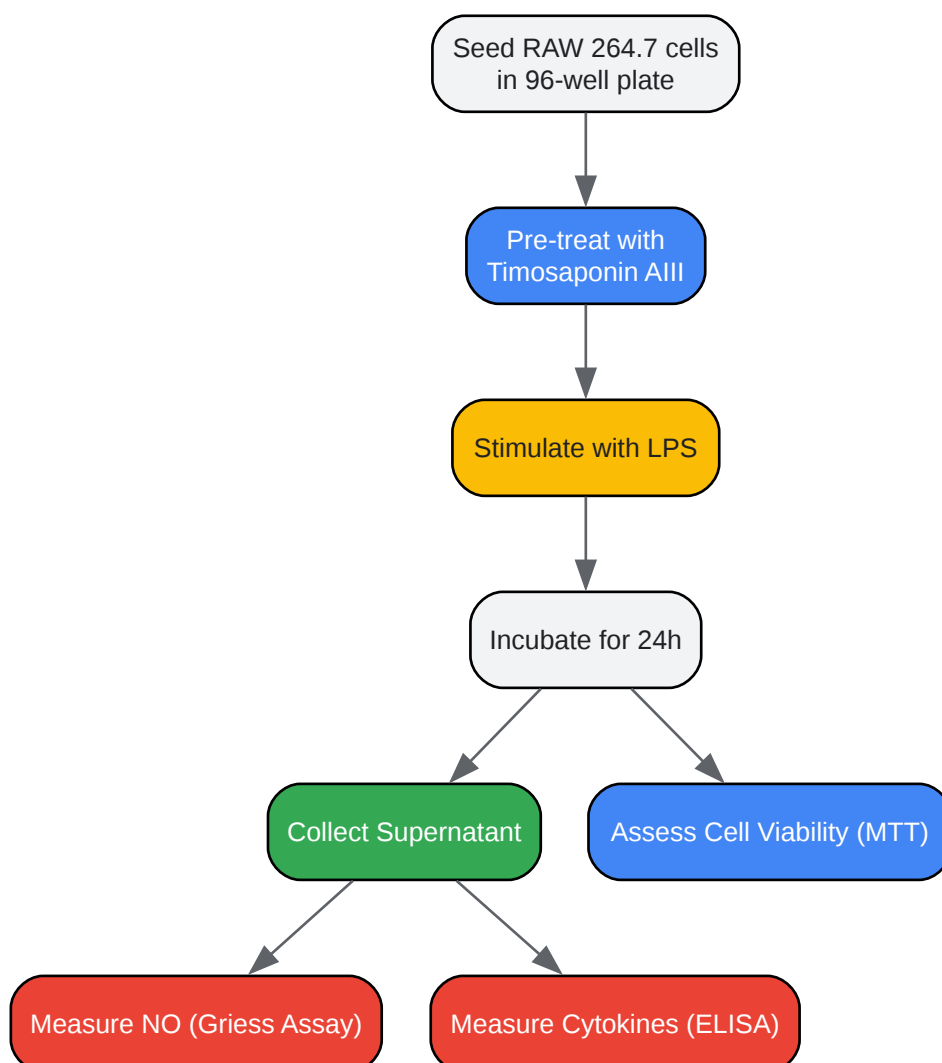 Seed RAW 264.7 cells
in 96-well plate
Pre-treat with
Timosaponin AIII
Stimulate with LPS
Incubate for 24h
Collect Supernatant
Assess Cell Viability (MTT)
Measure NO (Griess Assay)
Measure Cytokines (ELISA)